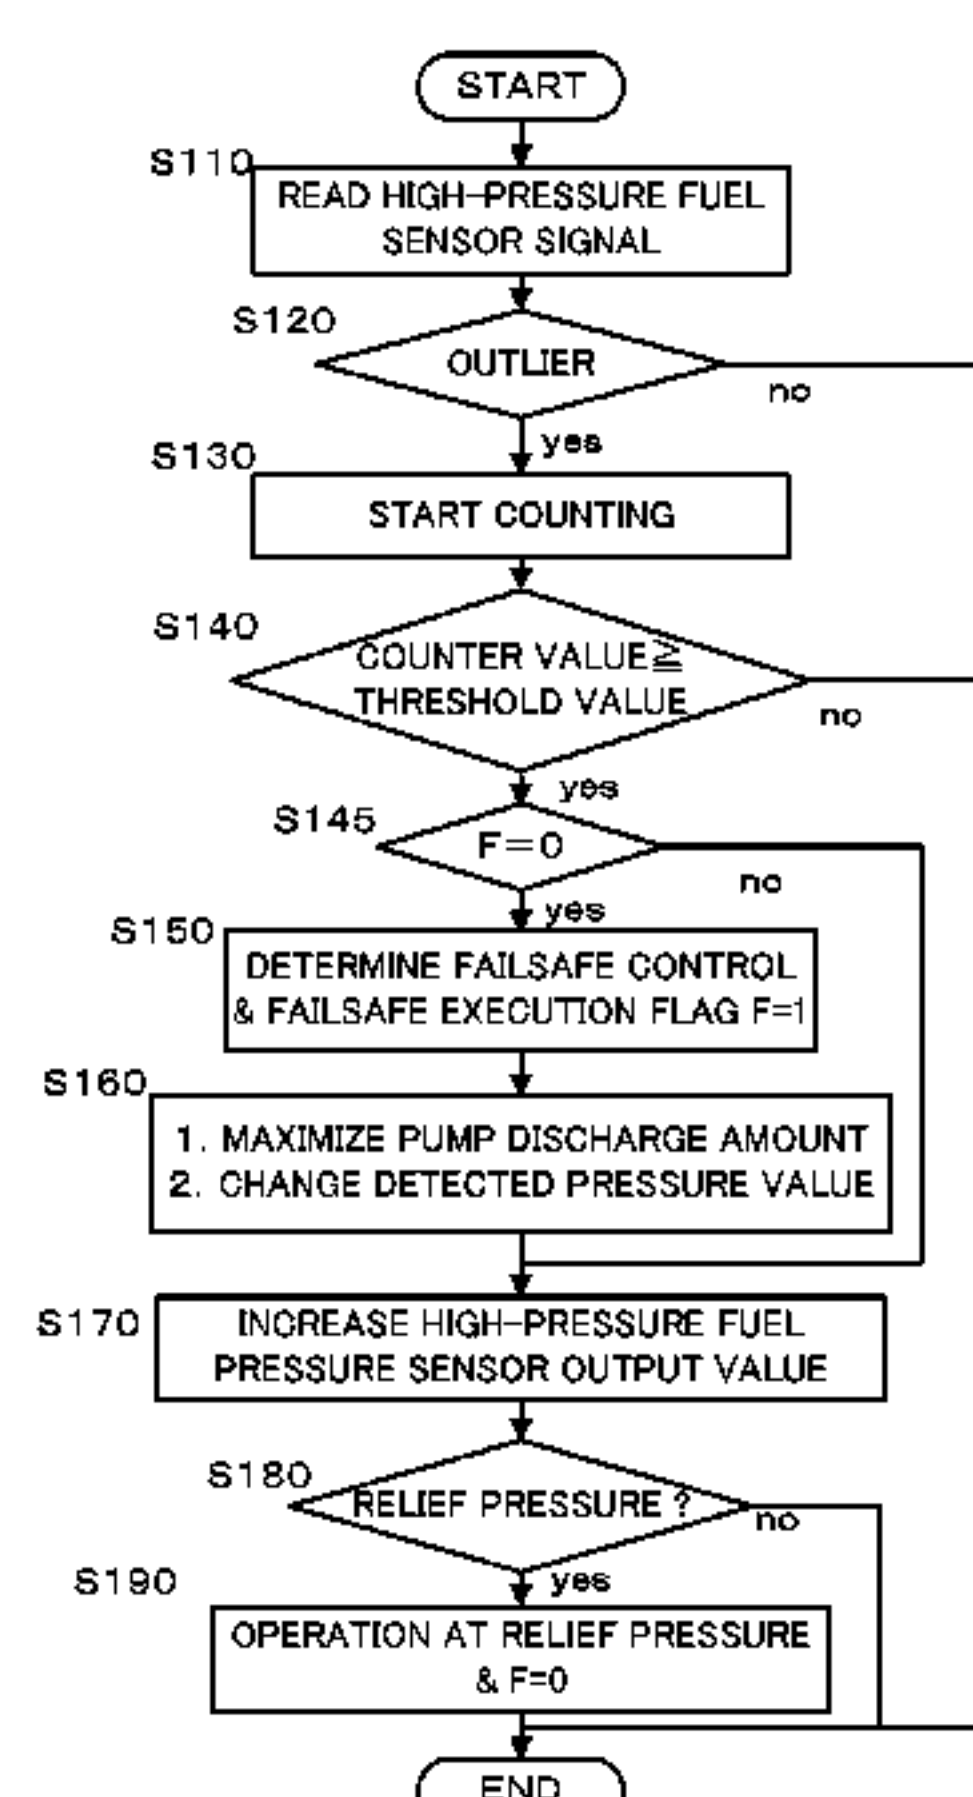 START
S110
READ HIGH-PRESSURE FUEL
SENSOR SIGNAL
S120
OUTLIER
no
yes
S130
START COUNTING
S140
COUNTER VALUE≧
THRESHOLD VALUE
no
yes
S145
F=0
no
yes
S150
DETERMINE FAILSAFE CONTROL
& FAILSAFE EXECUTION FLAG F=1
S160
1. MAXIMIZE PUMP DISCHARGE AMOUNT
2. CHANGE DETECTED PRESSURE VALUE
S170
INCREASE HIGH-PRESSURE FUEL
PRESSURE SENSOR OUTPUT VALUE
S180
RELIEF PRESSURE ?
no
yes
S190
OPERATION AT RELIEF PRESSURE
& F=0
END